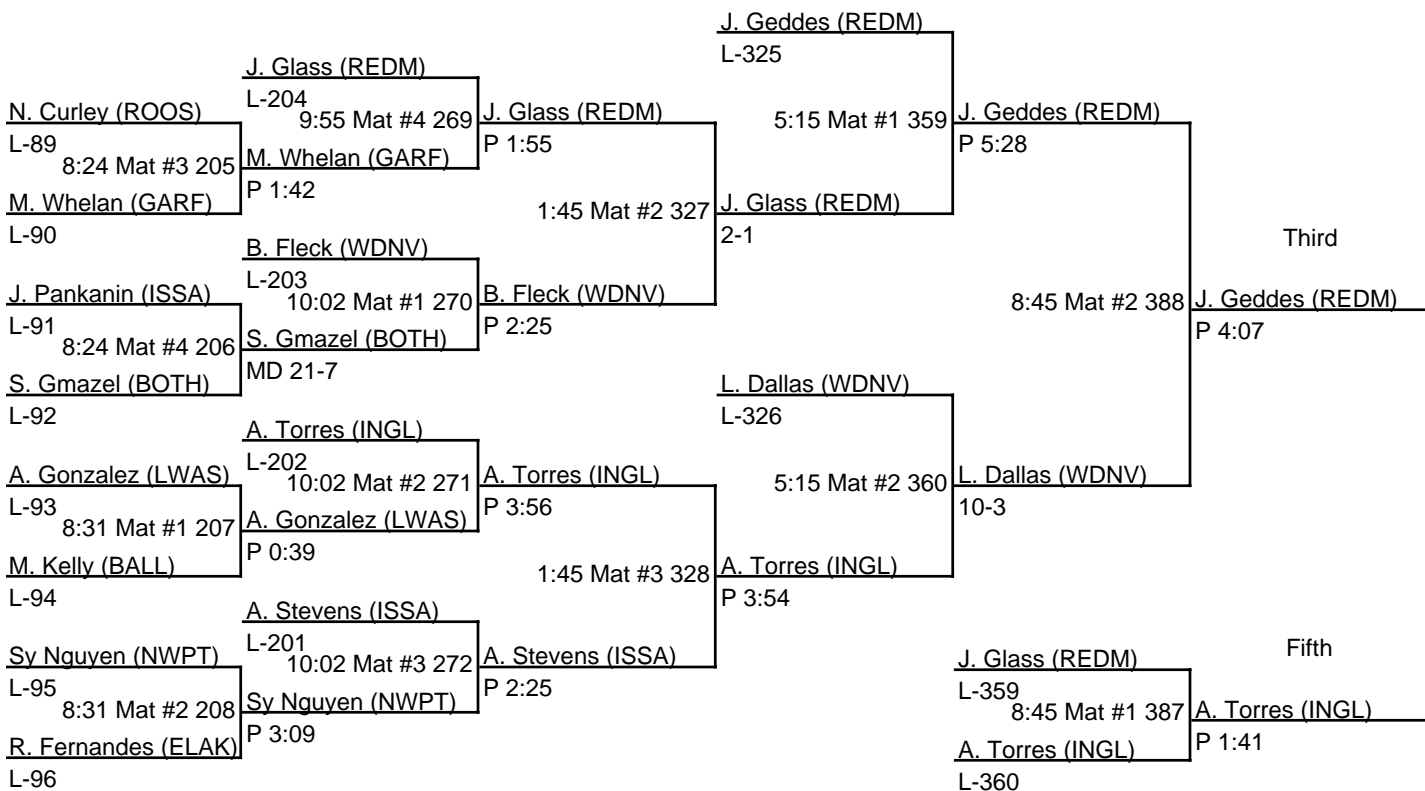 J. Geddes (REDM)
L-325
J. Glass (REDM)
L-204
N. Curley (ROOS)
9:55 Mat #4 269
J. Glass (REDM)
5:15 Mat #1 359
J. Geddes (REDM)
L-89
P 1:55
P 5:28
8:24 Mat #3 205
M. Whelan (GARF)
P 1:42
M. Whelan (GARF)
1:45 Mat #2 327
J. Glass (REDM)
L-90
2-1
Third
B. Fleck (WDNV)
L-203
J. Pankanin (ISSA)
10:02 Mat #1 270
B. Fleck (WDNV)
8:45 Mat #2 388
J. Geddes (REDM)
L-91
P 2:25
P 4:07
8:24 Mat #4 206
S. Gmazel (BOTH)
MD 21-7
S. Gmazel (BOTH)
L. Dallas (WDNV)
L-92
L-326
A. Torres (INGL)
L-202
A. Gonzalez (LWAS)
10:02 Mat #2 271
A. Torres (INGL)
5:15 Mat #2 360
L. Dallas (WDNV)
L-93
P 3:56
10-3
8:31 Mat #1 207
A. Gonzalez (LWAS)
P 0:39
M. Kelly (BALL)
1:45 Mat #3 328
A. Torres (INGL)
L-94
P 3:54
A. Stevens (ISSA)
L-201
Fifth
Sy Nguyen (NWPT)
10:02 Mat #3 272
A. Stevens (ISSA)
J. Glass (REDM)
L-95
P 2:25
L-359
8:31 Mat #2 208
Sy Nguyen (NWPT)
8:45 Mat #1 387
A. Torres (INGL)
P 3:09
P 1:41
R. Fernandes (ELAK)
A. Torres (INGL)
L-96
L-360